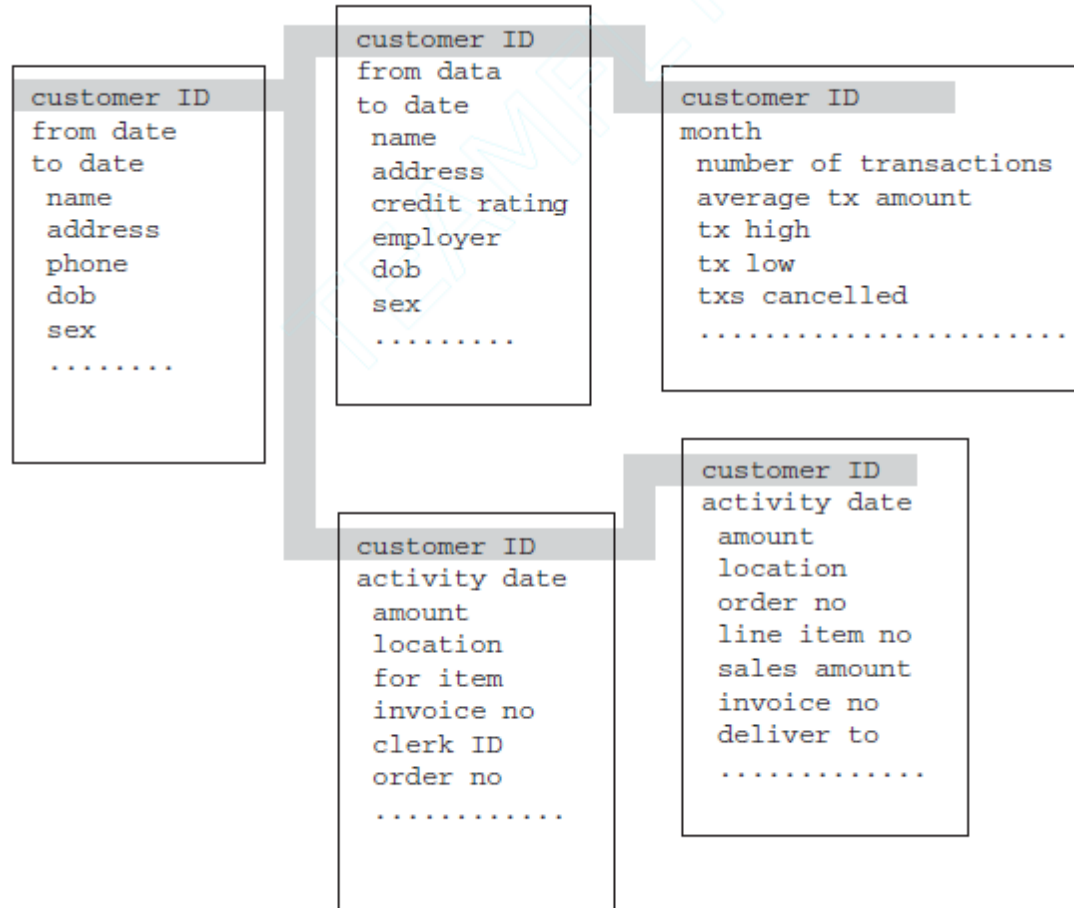 customer ID
from date
to date
name
address
phone
dob
sex
........
customer ID
from data
to date
name
address
credit rating
employer
dob
sex
.........
customer ID
month
number of transactions
average tx amount
tx high
tx low
txs cancelled
.......................
customer ID
activity date
amount
location
for item
invoice no
clerk ID
order no
............
customer ID
activity date
amount
location
order no
line item no
sales amount
invoice no
deliver to
.............